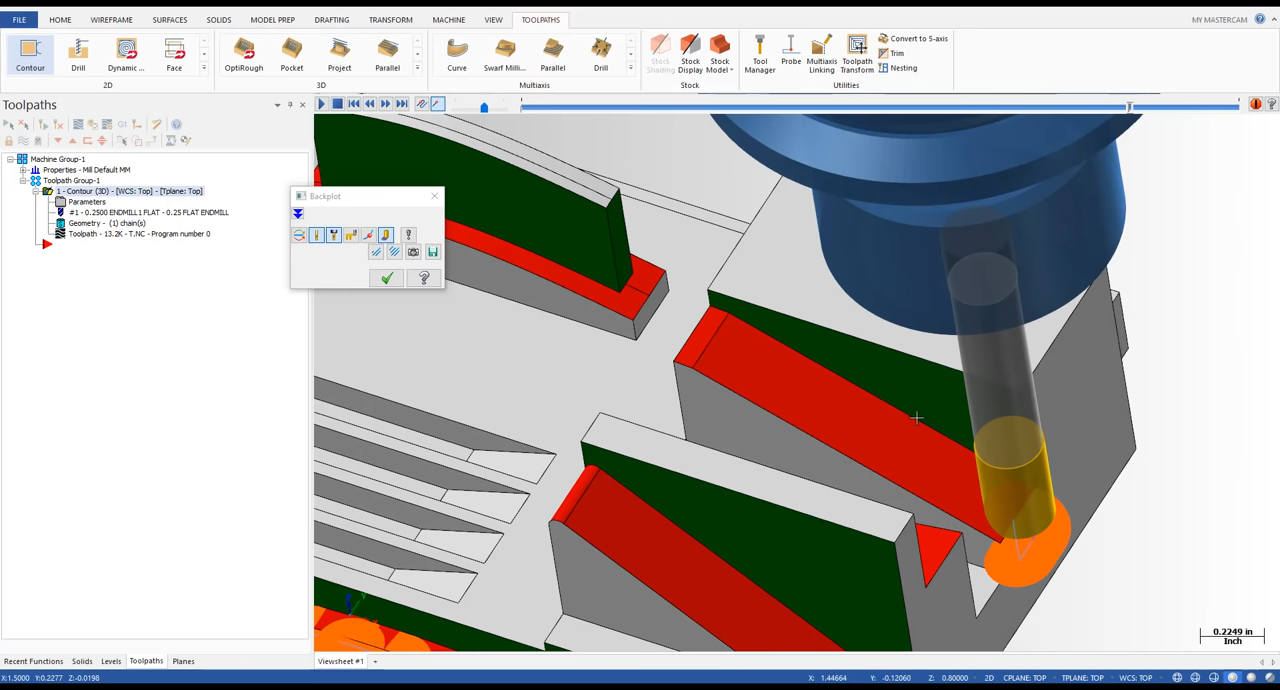 FILE HOME WIREFRAME SURFACES SOLIDS MODEL PREP DRAFTING TRANSFORM MACHINE VIEW TOOLPATHS MY MASTERCAM
Contour Drill Dynamic ... Face OptiRough Pocket Project Parallel Curve Swarf Milli... Parallel Drill Stock Shading Stock Display Stock Model Tool Manager Probe Multiaxis Linking Toolpath Transform Convert to 5-axis
Trim
Nesting
2D 3D Multiaxis Stock Utilities
Toolpaths
G1
Machine Group-1
Properties - Mill Default MM
Toolpath Group-1
1 - Contour (3D) - [WCS: Top] - [Tplane: Top]
Parameters
#1 - 0.2500 ENDMILL1 FLAT - 0.25 FLAT ENDMILL
Geometry - (1) chain(s)
Toolpath - 13.2K - T.NC - Program number 0
Backplot
0.2249 in
Inch
Recent Functions Solids Levels Toolpaths Planes Viewsheet #1 +
X:1.5000 Y:0.2277 Z:-0.0198 X: 1.44664 Y: -0.12060 Z: 0.80000 2D CPLANE: TOP TPLANE: TOP WCS: TOP